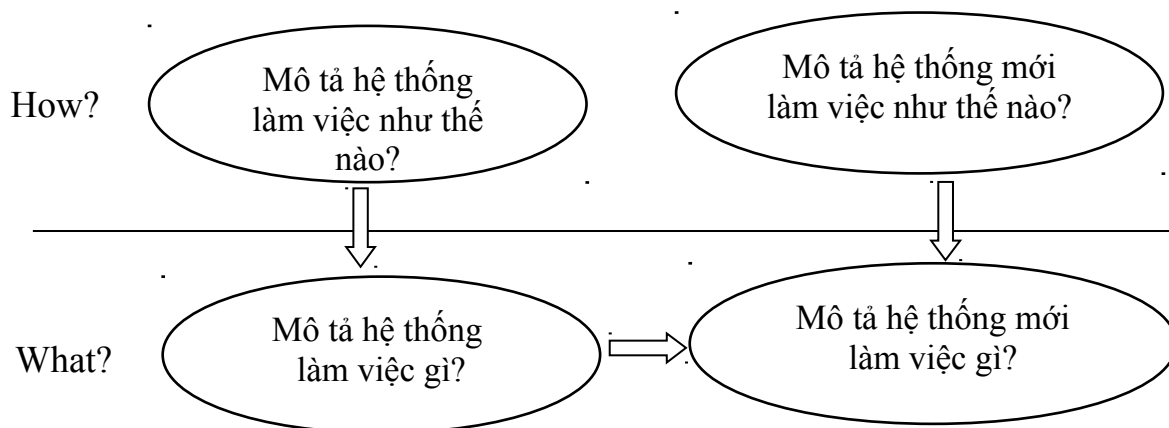 How?
Mô tả hệ thống
làm việc như thế
nào?
Mô tả hệ thống mới
làm việc như thế nào?
What?
Mô tả hệ thống
làm việc gì?
Mô tả hệ thống mới
làm việc gì?